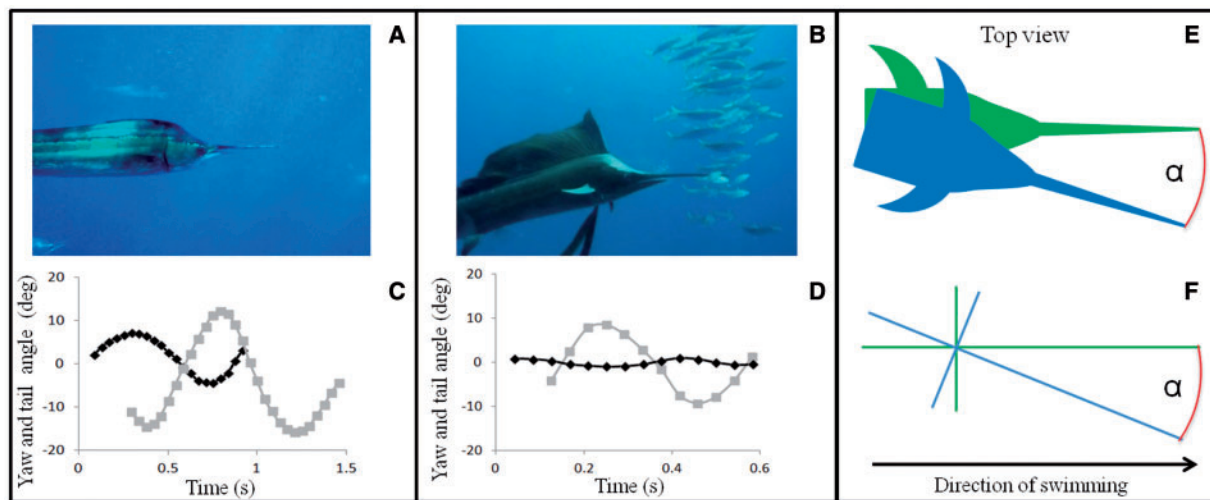 A
B
Top view
E
α
Yaw and tail angle (deg)
20
10
0
-10
-20
C
0
0.5
1
1.5
Time (s)
Yaw and tail angle (deg)
20
10
0
-10
-20
D
0
0.2
0.4
0.6
Time (s)
F
α
Direction of swimming